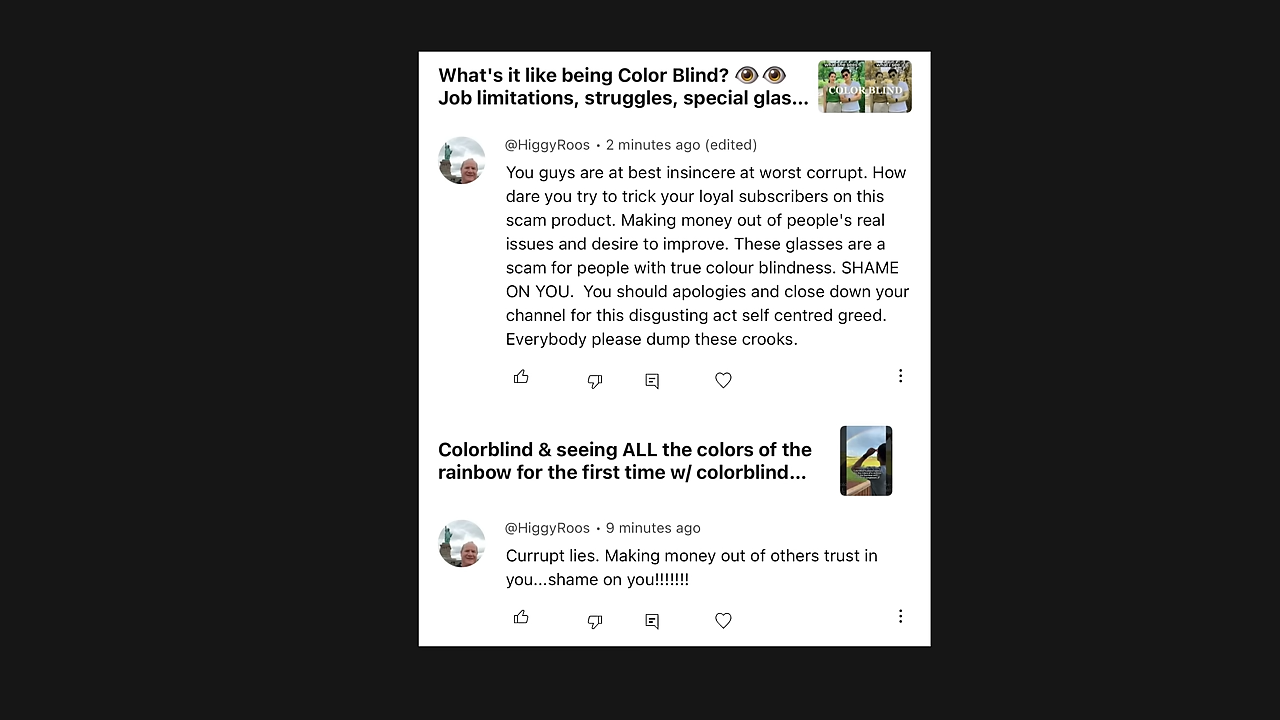 What's it like being Color Blind? 👁️👁️
Job limitations, struggles, special glas...
COLOR BLIND
@HiggyRoos • 2 minutes ago (edited)
You guys are at best insincere at worst corrupt. How
dare you try to trick your loyal subscribers on this
scam product. Making money out of people's real
issues and desire to improve. These glasses are a
scam for people with true colour blindness. SHAME
ON YOU.  You should apologies and close down your
channel for this disgusting act self centred greed.
Everybody please dump these crooks.
Colorblind & seeing ALL the colors of the
rainbow for the first time w/ colorblind...
@HiggyRoos • 9 minutes ago
Currupt lies. Making money out of others trust in
you...shame on you!!!!!!!